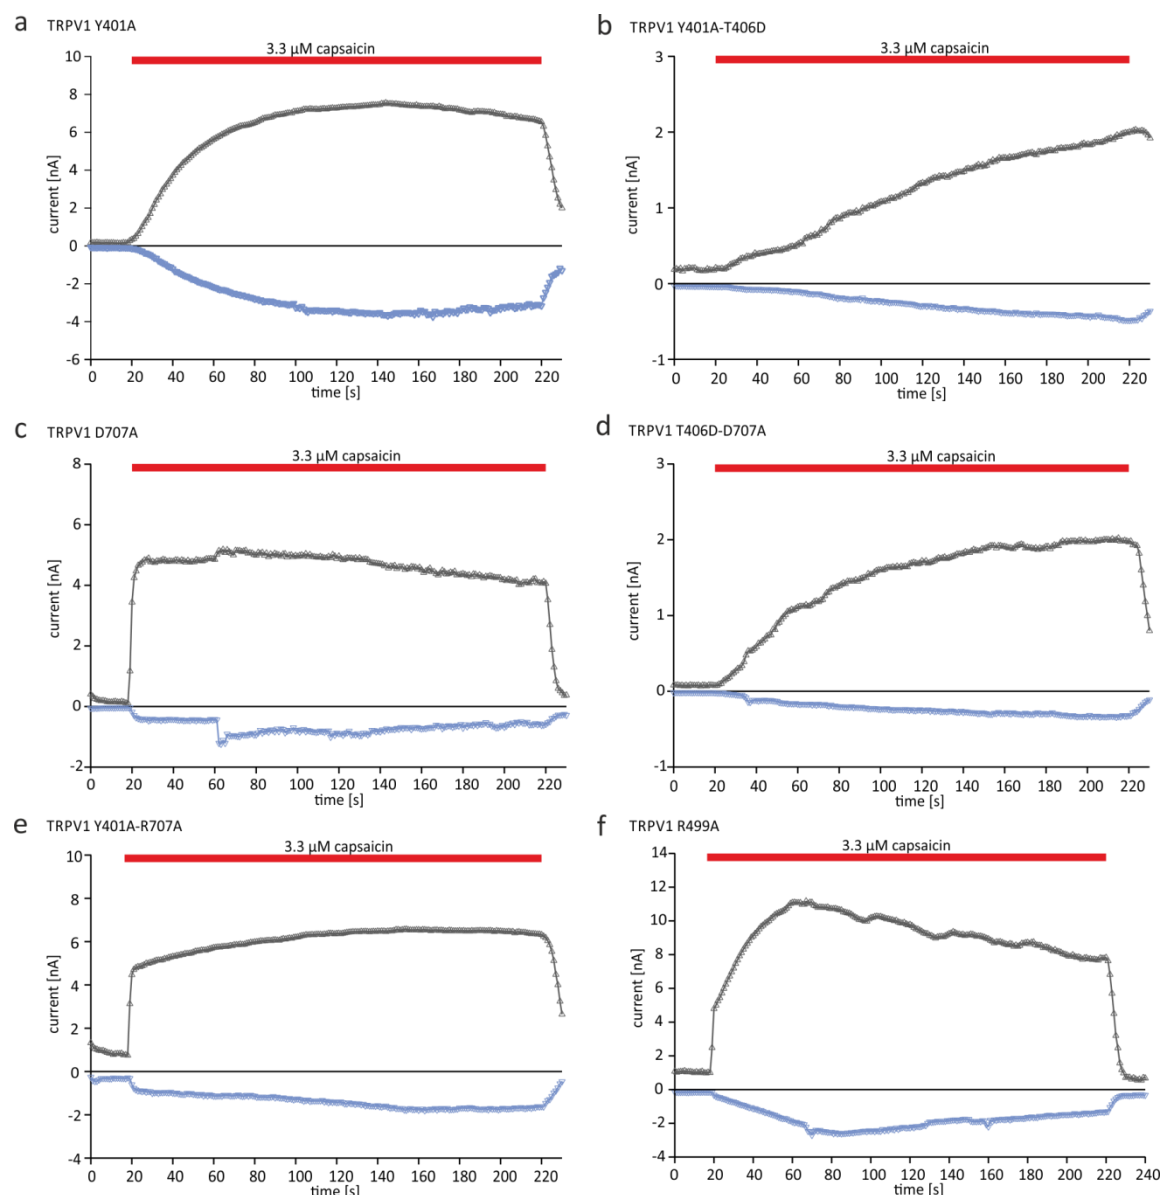 a TRPV1 Y401A
3.3 µM capsaicin
10
8
6
4
2
0
-2
-4
-6
current [nA]
0 20 40 60 80 100 120 140 160 180 200 220
time [s]
b TRPV1 Y401A-T406D
3.3 µM capsaicin
3
2
1
0
-1
current [nA]
0 20 40 60 80 100 120 140 160 180 200 220
time [s]
c TRPV1 D707A
3.3 µM capsaicin
8
6
4
2
0
-2
current [nA]
0 20 40 60 80 100 120 140 160 180 200 220
time [s]
d TRPV1 T406D-D707A
3.3 µM capsaicin
3
2
1
0
-1
current [nA]
0 20 40 60 80 100 120 140 160 180 200 220
time [s]
e TRPV1 Y401A-R707A
3.3 µM capsaicin
10
8
6
4
2
0
-2
-4
current [nA]
0 20 40 60 80 100 120 140 160 180 200 220
time [s]
f TRPV1 R499A
3.3 µM capsaicin
14
12
10
8
6
4
2
0
-2
-4
current [nA]
0 20 40 60 80 100 120 140 160 180 200 220 240
time [s]